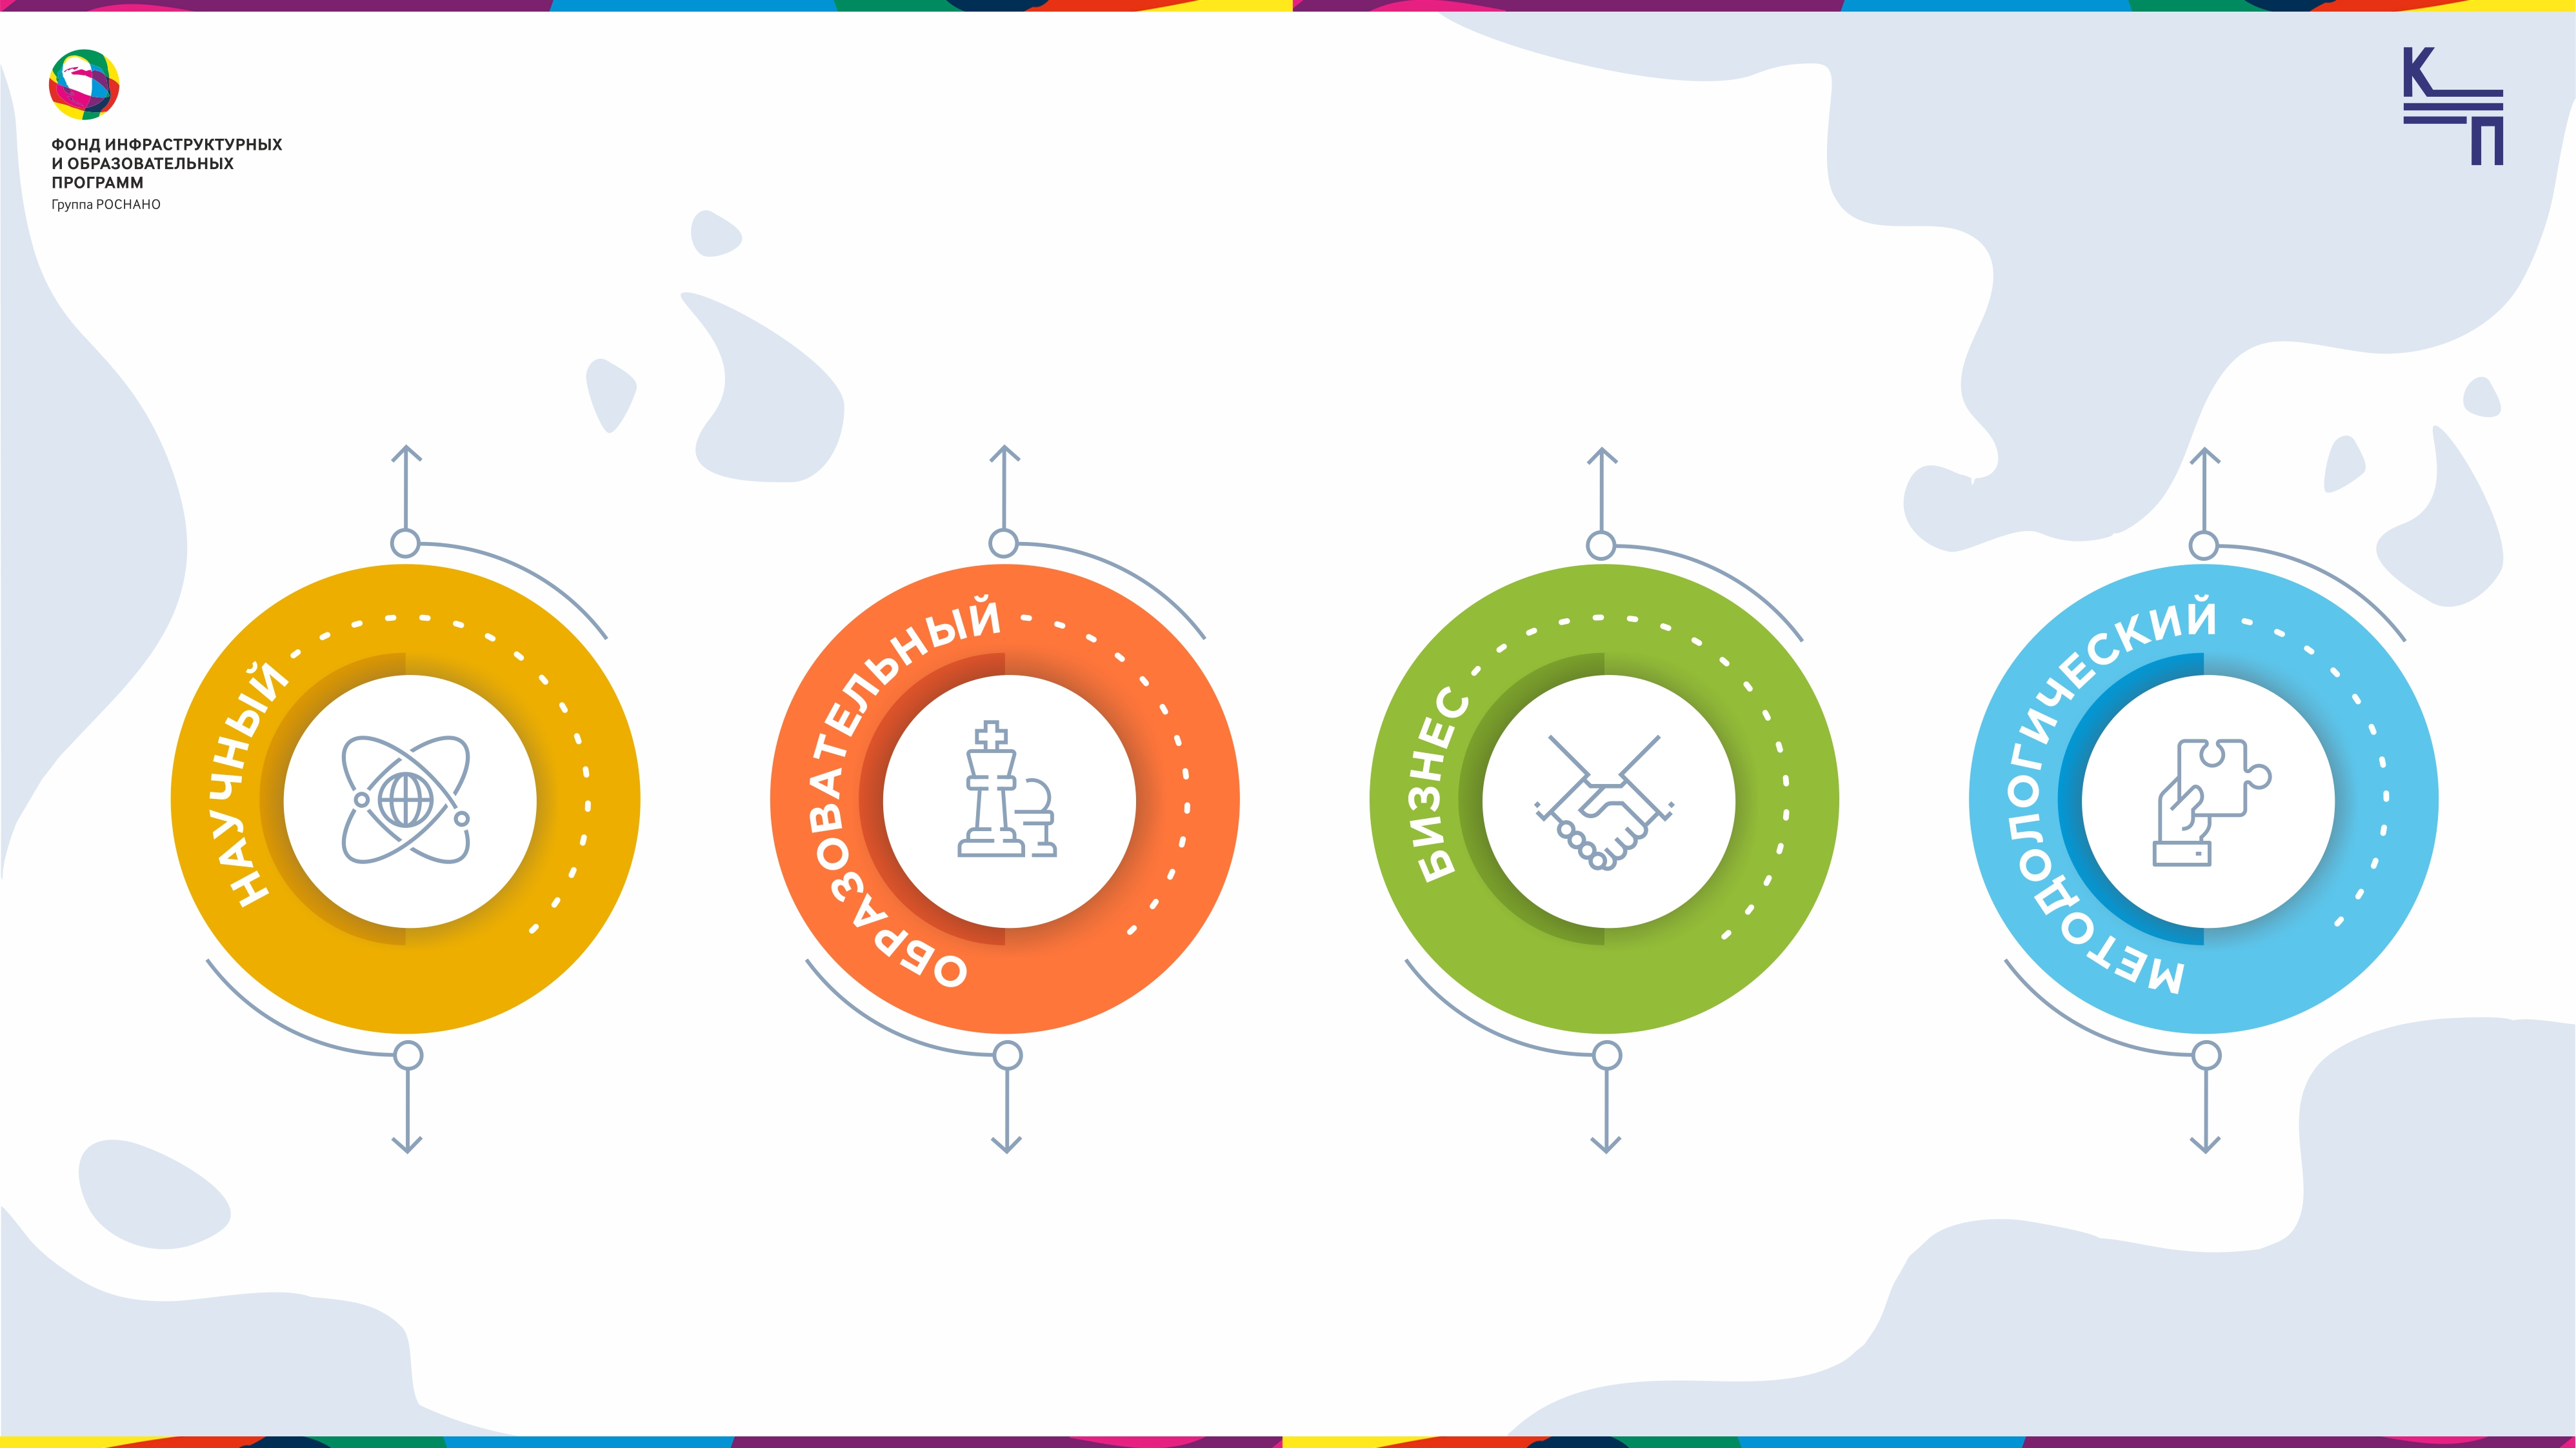 ФОНД ИНФРАСТРУКТУРНЫХ
И ОБРАЗОВАТЕЛЬНЫХ
ПРОГРАММ
Группа РОСНАНО
К
П
НАУЧНЫЙ
ОБРАЗОВАТЕЛЬНЫЙ
БИЗНЕС
МЕТОДОЛОГИЧЕСКИЙ